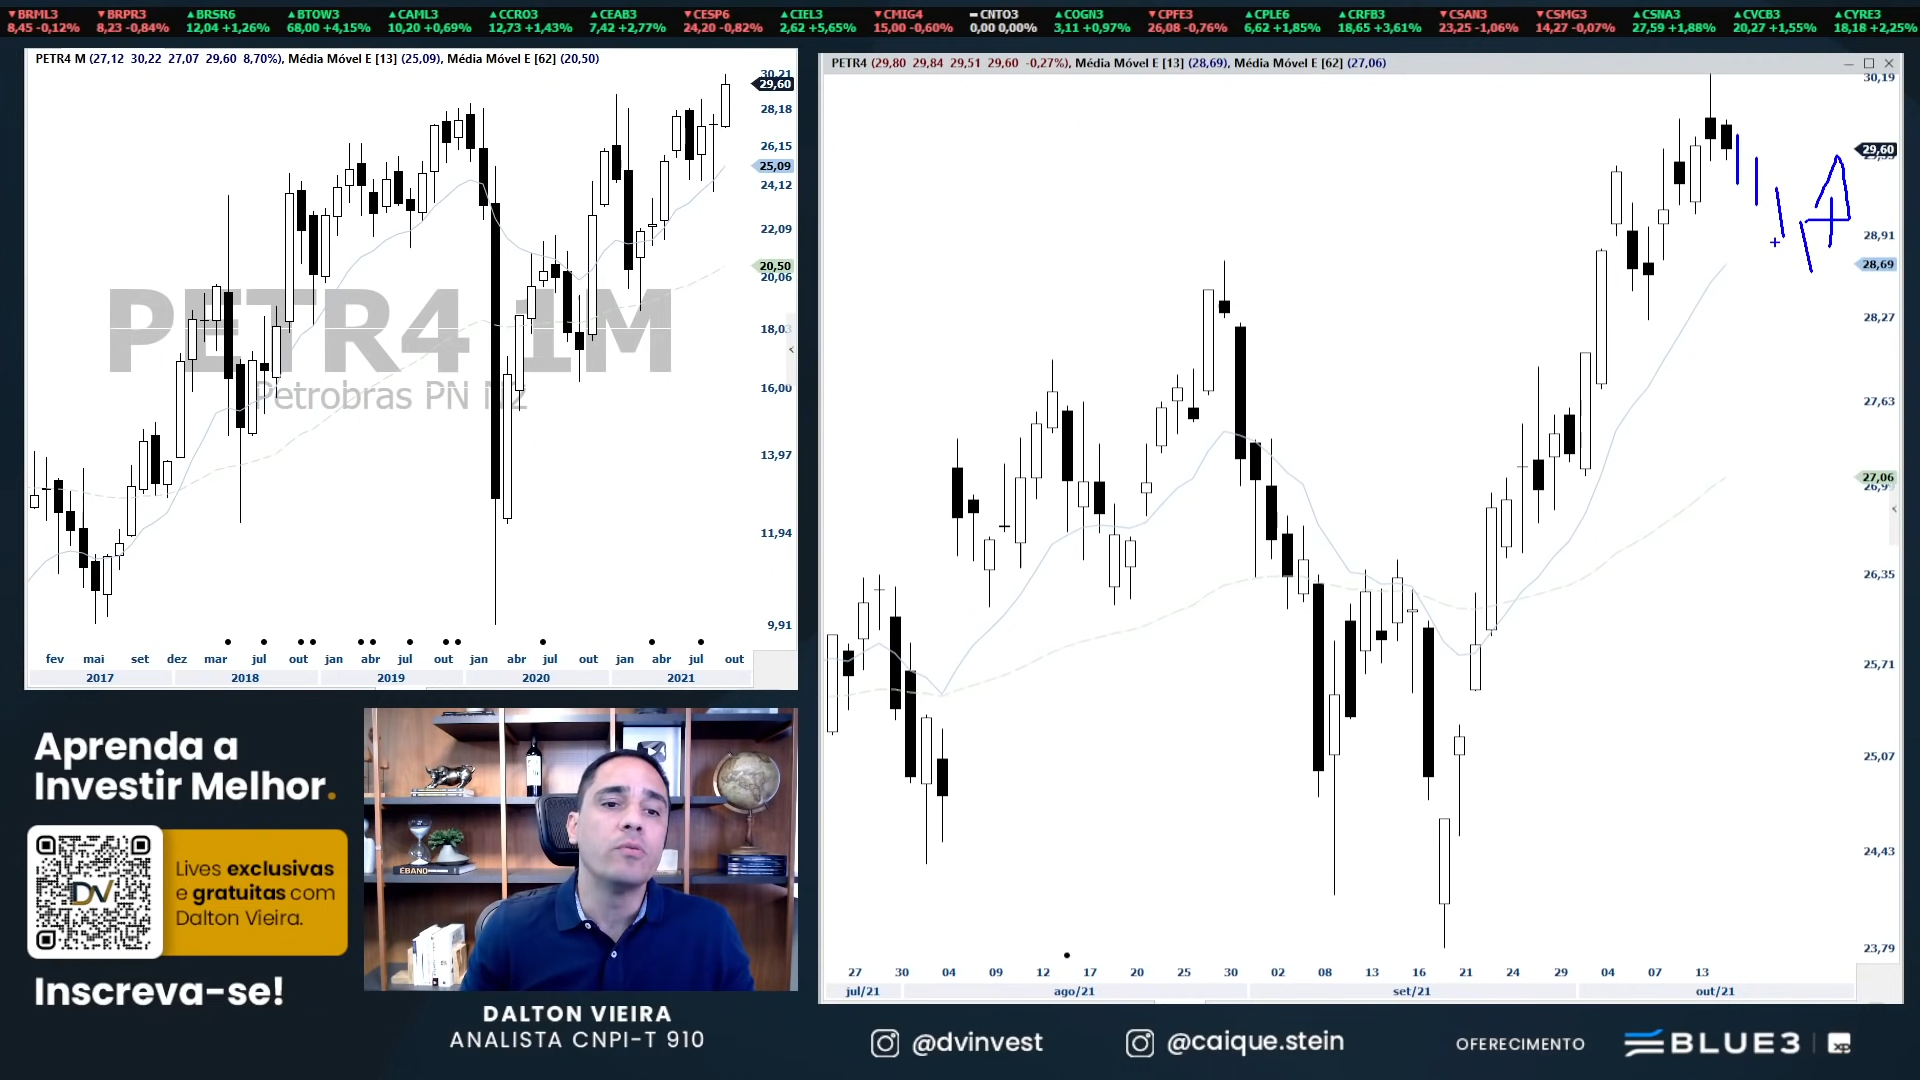 ▼BRML3 ▼BRPR3 ▲BRSR6 ▲BTOW3 ▲CAML3 ▲CCRO3 ▲CEAB3 ▼CESP6 ▲CIEL3 ▼CMIG4 ━CNTO3 ▲COGN3 ▼CPFE3 ▲CPLE6 ▲CRFB3 ▼CSAN3 ▼CSMG3 ▲CSNA3 ▲CVCB3 ▲CYRE3
8,45 -0,12% 8,23 -0,84% 12,04 +1,26% 68,00 +4,15% 10,20 +0,69% 12,73 +1,43% 7,42 +2,77% 24,20 -0,82% 2,62 +5,65% 15,00 -0,60% 0,00 0,00% 3,11 +0,97% 26,08 -0,76% 6,62 +1,85% 18,65 +3,61% 23,25 -1,06% 14,27 -0,07% 27,59 +1,88% 20,27 +1,55% 18,18 +2,25%
PETR4 M (27,12 30,22 27,07 29,60 8,70%), Média Móvel E [13] (25,09), Média Móvel E [62] (20,50)
30,21
29,60
28,18
26,15
25,09
24,12
22,09
20,50
20,06
18,03
16,00
13,97
11,94
9,91
PETR4 1M
Petrobras PN N2
fev mai set dez mar jul out jan abr jul out jan abr jul out jan abr jul out
2017 2018 2019 2020 2021
PETR4 (29,80 29,84 29,51 29,60 -0,27%), Média Móvel E [13] (28,69), Média Móvel E [62] (27,06)
30,19
29,60
28,91
28,69
28,27
27,63
27,06
26,35
25,71
25,07
24,43
23,79
27 30 04 09 12 17 20 25 30 02 08 13 16 21 24 29 04 07 13
jul/21 ago/21 set/21 out/21
Aprenda a
Investir Melhor.
DV
Lives exclusivas
e gratuitas com
Dalton Vieira.
Inscreva-se!
ÉBANO
DALTON VIEIRA
ANALISTA CNPI-T 910
@dvinvest
@caique.stein
OFERECIMENTO
BLUE3
xp